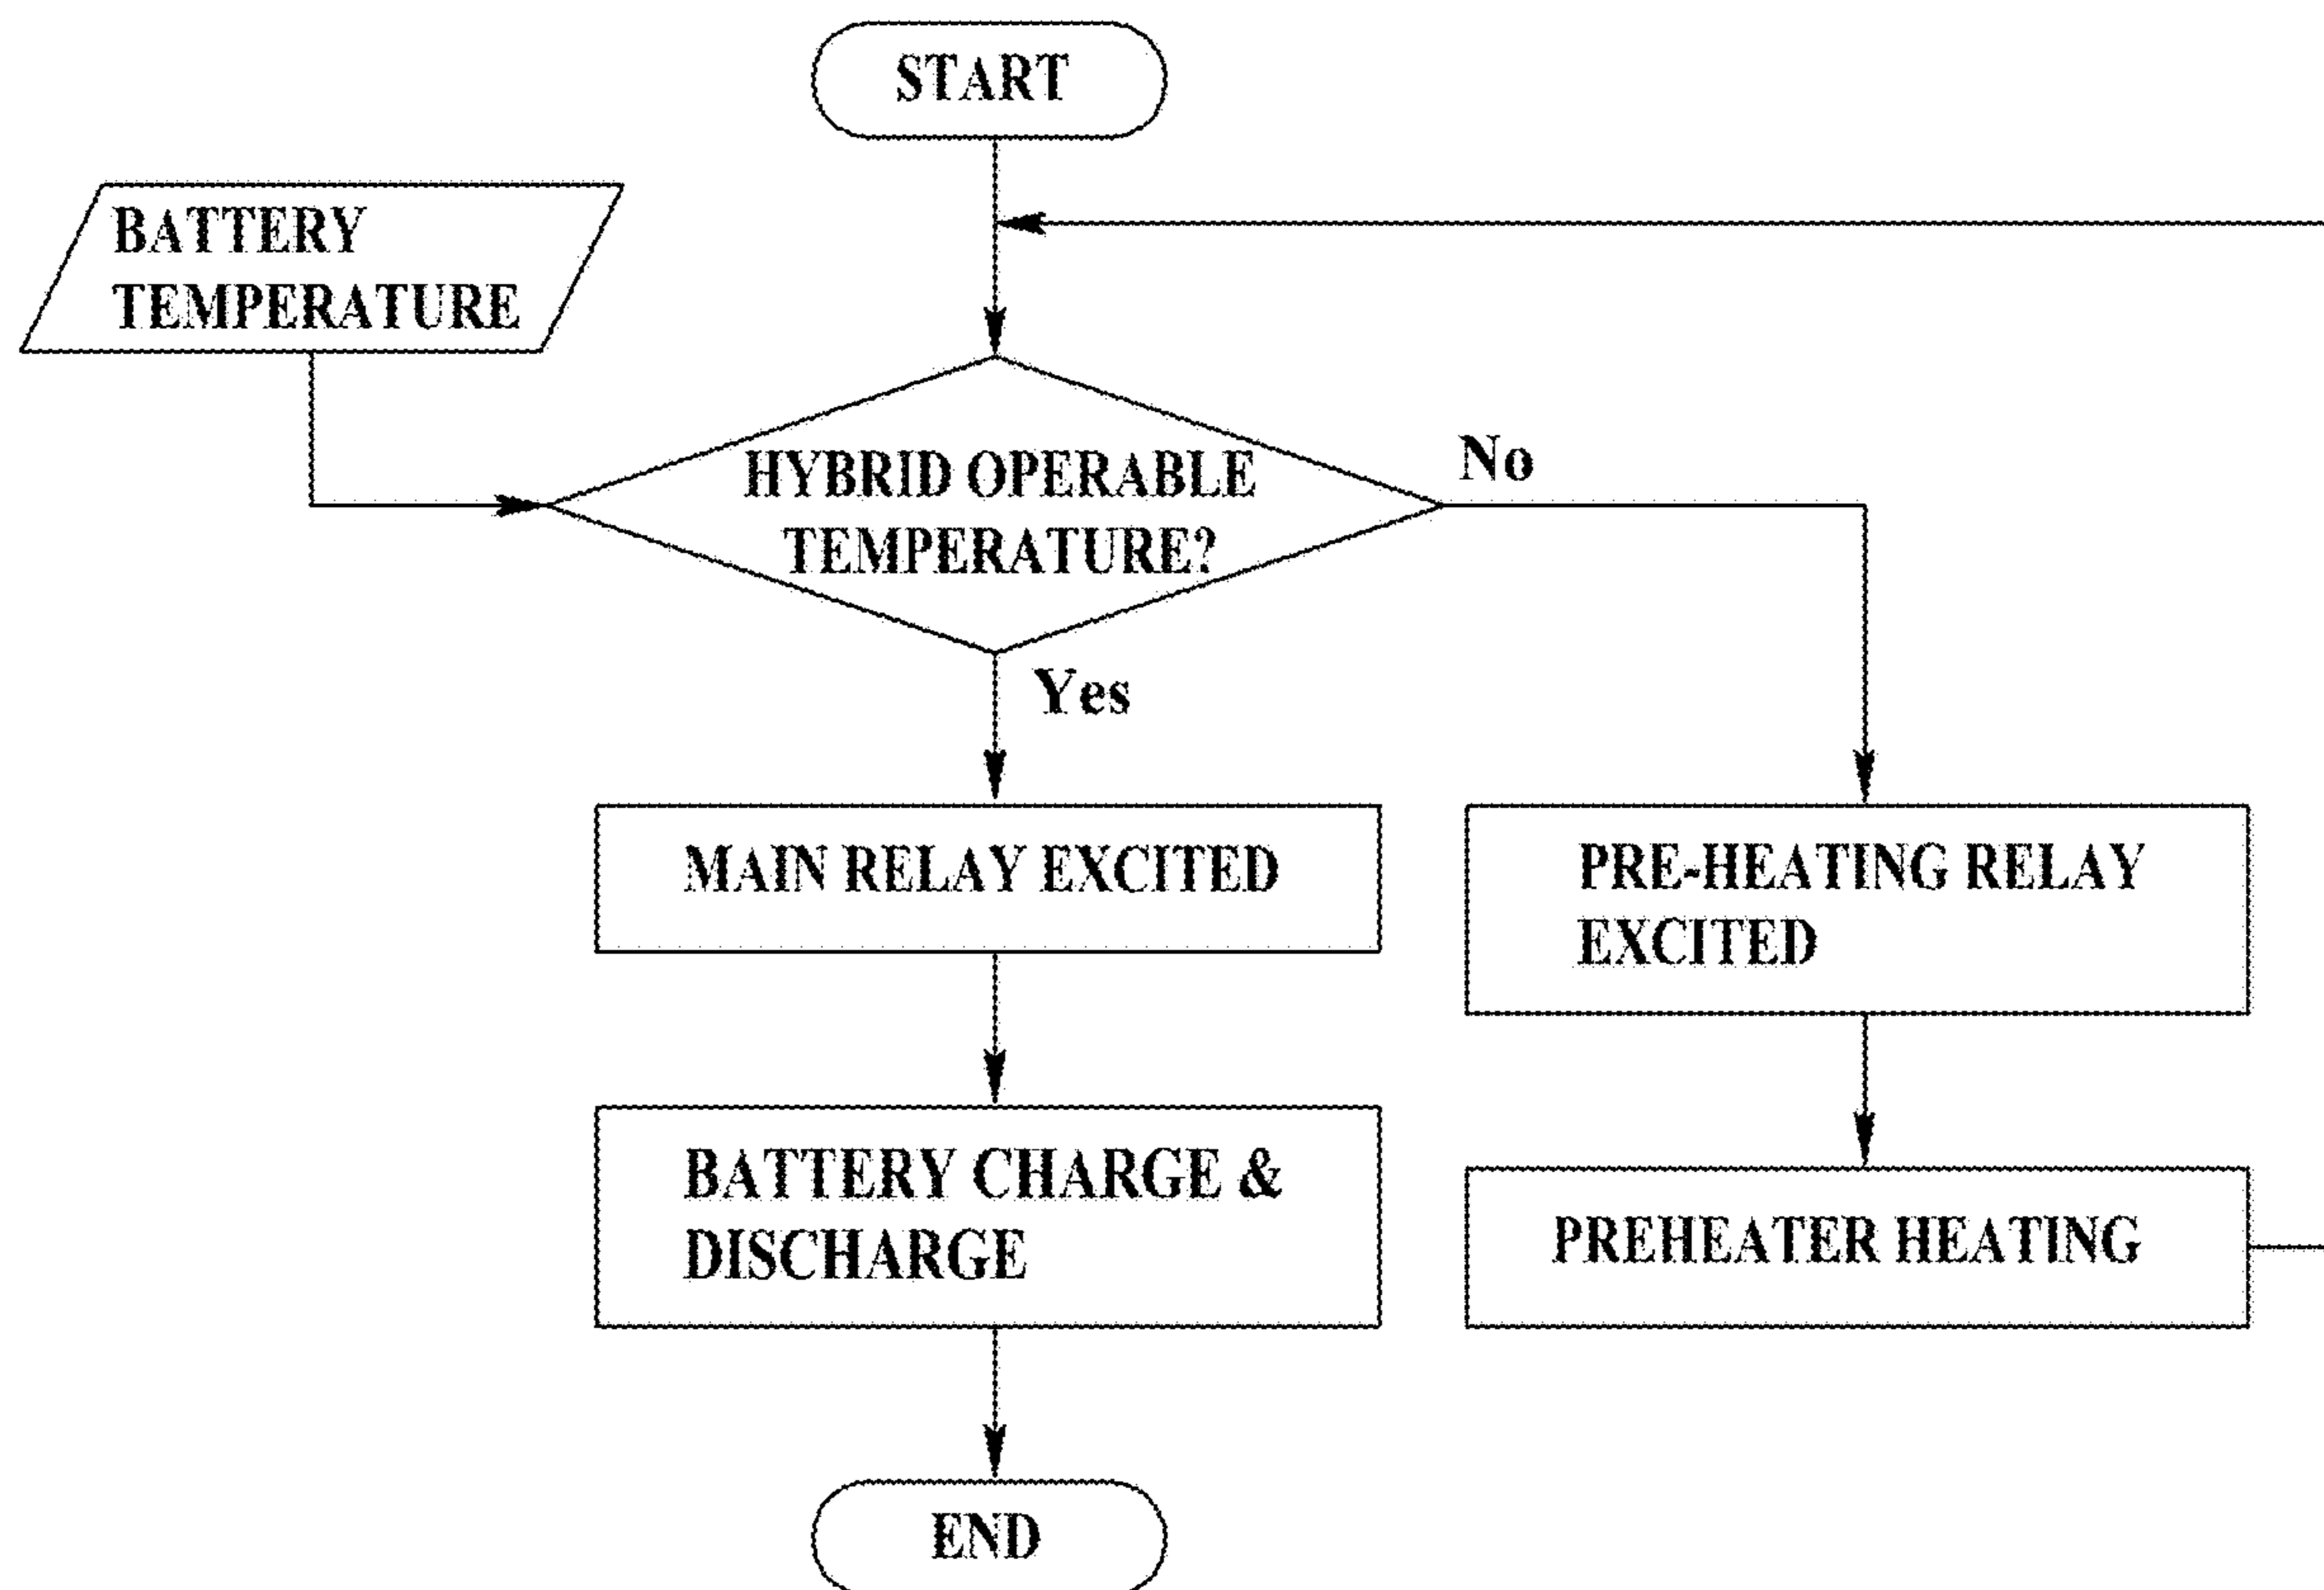 START
BATTERY
TEMPERATURE
HYBRID OPERABLE
TEMPERATURE?
No
Yes
MAIN RELAY EXCITED
PRE-HEATING RELAY
EXCITED
BATTERY CHARGE &
DISCHARGE
PREHEATER HEATING
END